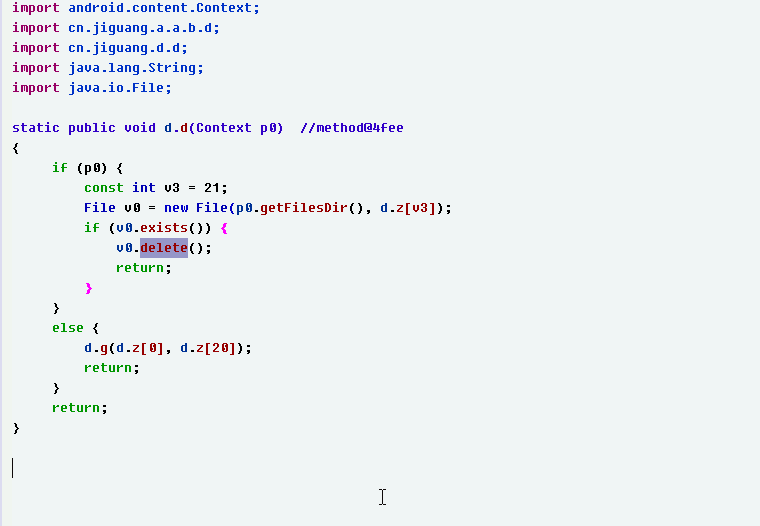 import android.content.Context;
import cn.jiguang.a.a.b.d;
import cn.jiguang.d.d;
import java.lang.String;
import java.io.File;
static public void d.d(Context p0)  //method@4fee
{
     if (p0) {
         const int v3 = 21;
         File v0 = new File(p0.getFilesDir(), d.z[v3]);
         if (v0.exists()) {
             v0.delete();
             return;
         }
     }
     else {
         d.g(d.z[0], d.z[20]);
         return;
     }
     return;
}